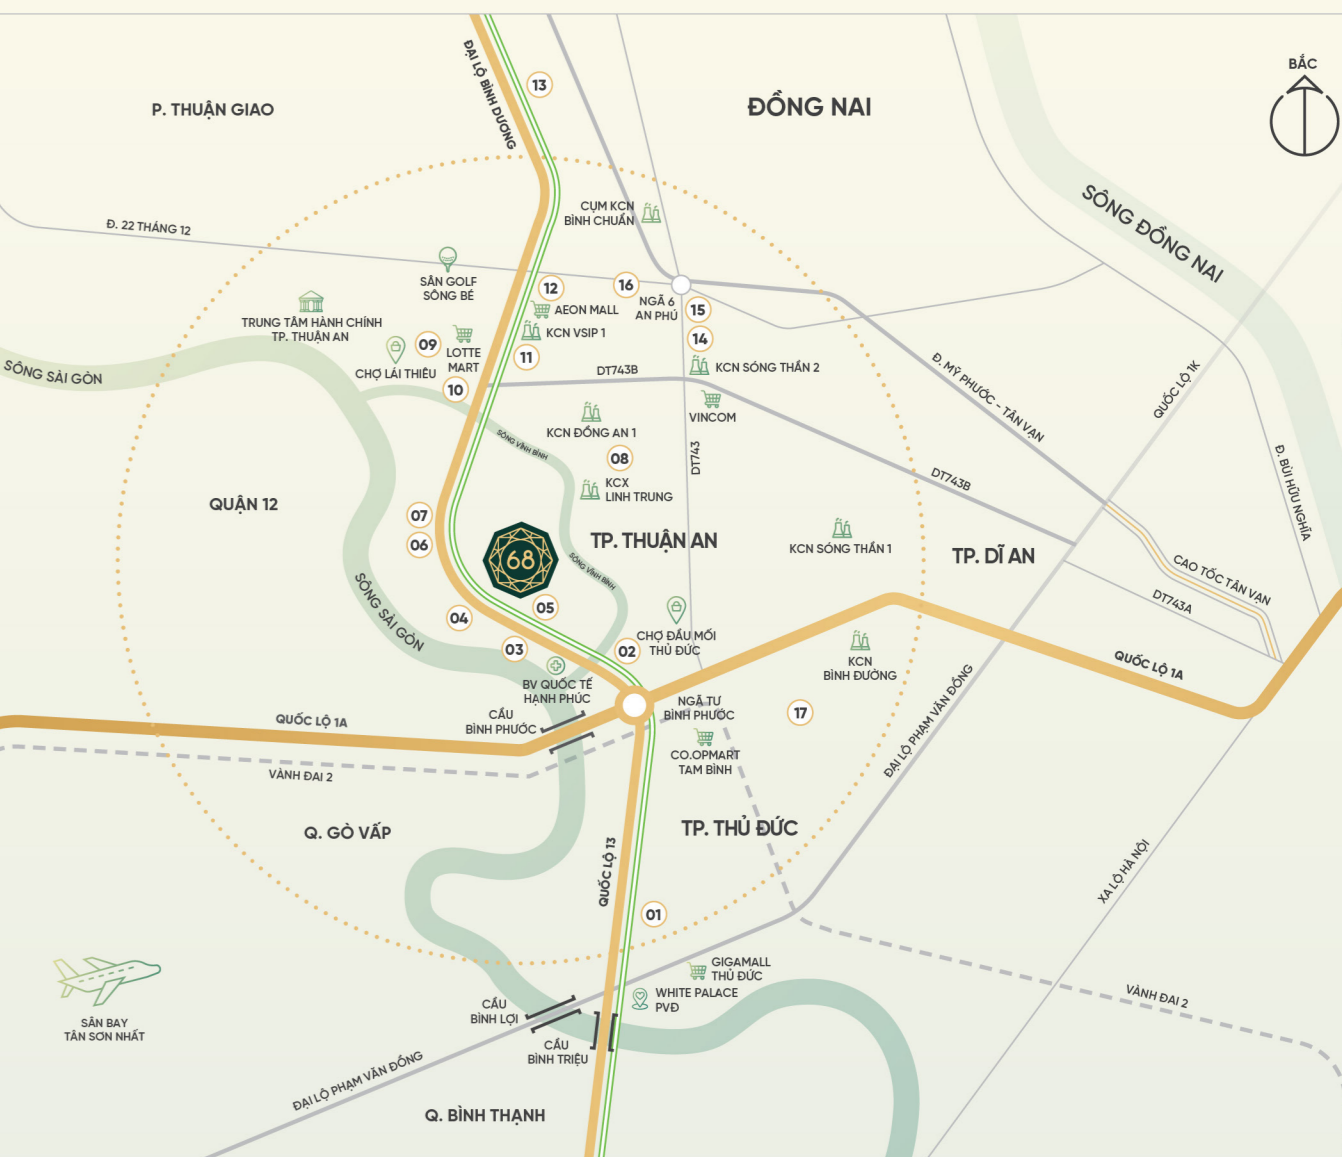 BẮC
P. THUẬN GIAO
ĐỒNG NAI
ĐẠI LỘ BÌNH DƯƠNG
13
SÔNG ĐỒNG NAI
CỤM KCN
BÌNH CHUẨN
Đ. 22 THÁNG 12
SÂN GOLF
SÔNG BÉ
12
16
NGÃ 6
AN PHÚ
15
AEON MALL
TRUNG TÂM HÀNH CHÍNH
TP. THUẬN AN
KCN VSIP 1
14
09
LOTTE
MART
11
CHỢ LÁI THIÊU
SÔNG SÀI GÒN
10
DT743B
KCN SÓNG THẦN 2
Đ. MỸ PHƯỚC - TÂN VẠN
QUỐC LỘ 1K
VINCOM
KCN ĐỒNG AN 1
SÔNG VĨNH BÌNH
08
DT743
KCX
LINH TRUNG
DT743B
Đ. BÙI HỮU NGHĨA
QUẬN 12
07
06
68
TP. THUẬN AN
KCN SÓNG THẦN 1
TP. DĨ AN
SÔNG VĨNH BÌNH
CAO TỐC TÂN VẠN
DT743A
SÔNG SÀI GÒN
05
04
03
02
CHỢ ĐẦU MỐI
THỦ ĐỨC
KCN
BÌNH ĐƯỜNG
QUỐC LỘ 1A
BV QUỐC TẾ
HẠNH PHÚC
NGÃ TƯ
BÌNH PHƯỚC
17
ĐẠI LỘ PHẠM VĂN ĐỒNG
QUỐC LỘ 1A
CẦU
BÌNH PHƯỚC
CO.OPMART
TAM BÌNH
VÀNH ĐAI 2
Q. GÒ VẤP
TP. THỦ ĐỨC
QUỐC LỘ 13
XA LỘ HÀ NỘI
01
GIGAMALL
THỦ ĐỨC
WHITE PALACE
PVĐ
VÀNH ĐAI 2
SÂN BAY
TÂN SƠN NHẤT
CẦU
BÌNH LỢI
CẦU
BÌNH TRIỆU
ĐẠI LỘ PHẠM VĂN ĐỒNG
Q. BÌNH THẠNH